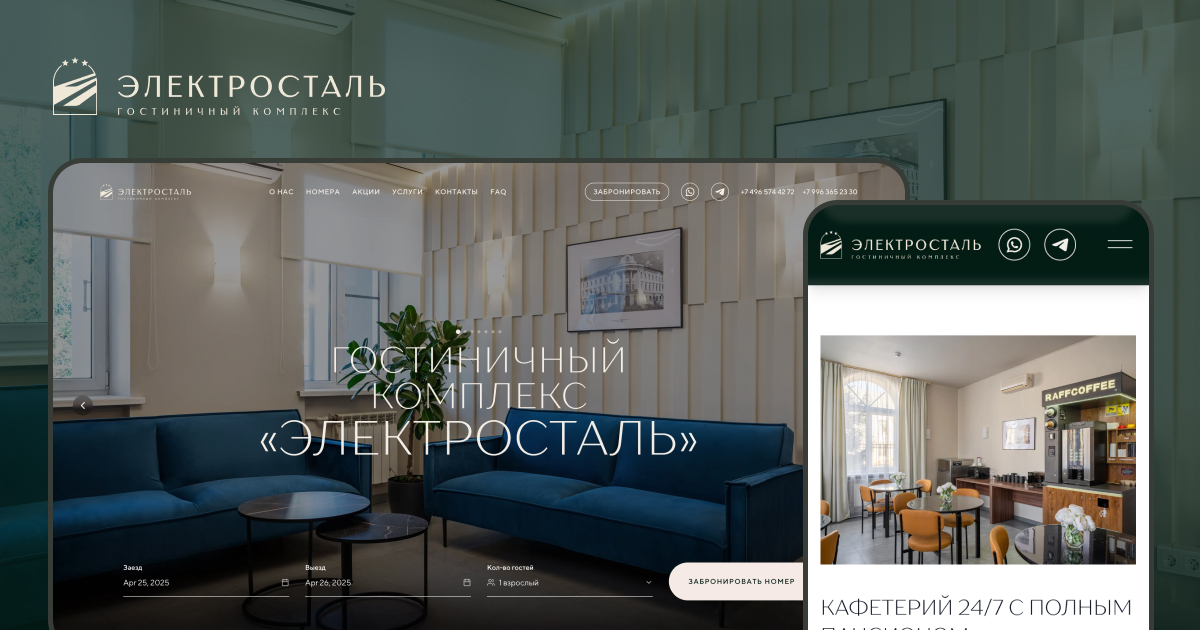 ЭЛЕКТРОСТАЛЬ
ГОСТИНИЧНЫЙ КОМПЛЕКС
ЭЛЕКТРОСТАЛЬ
ГОСТИНИЧНЫЙ КОМПЛЕКС
О НАС НОМЕРА АКЦИИ УСЛУГИ КОНТАКТЫ FAQ
ЗАБРОНИРОВАТЬ
+7 496 574 42 72 +7 996 365 23 30
ГОСТИНИЧНЫЙ
КОМПЛЕКС
«ЭЛЕКТРОСТАЛЬ»
Заезд
Apr 25, 2025
Выезд
Apr 26, 2025
Кол-во гостей
1 взрослый
ЗАБРОНИРОВАТЬ НОМЕР
ЭЛЕКТРОСТАЛЬ
ГОСТИНИЧНЫЙ КОМПЛЕКС
RAFFCOFFEE
КАФЕТЕРИЙ 24/7 С ПОЛНЫМ
ПАНСИОНОМ